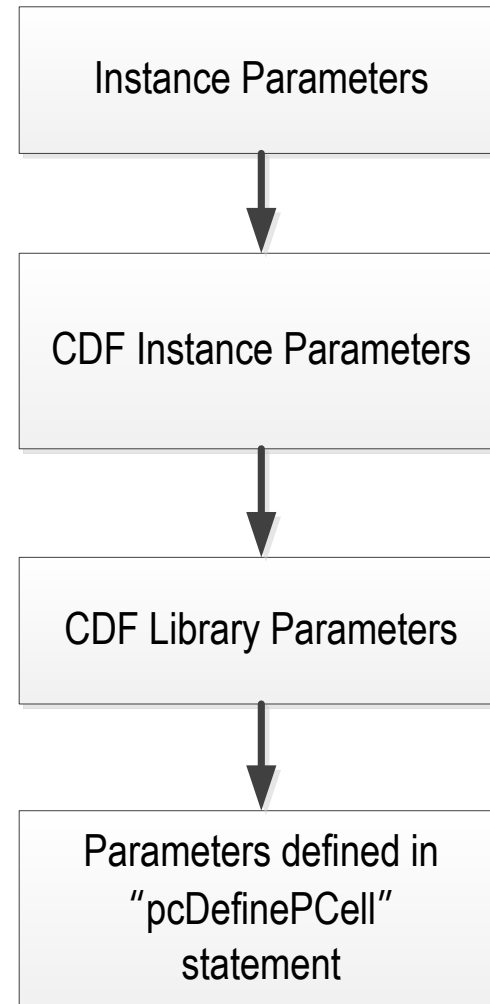 Instance Parameters
CDF Instance Parameters
CDF Library Parameters
Parameters defined in
“pcDefinePCell”
statement